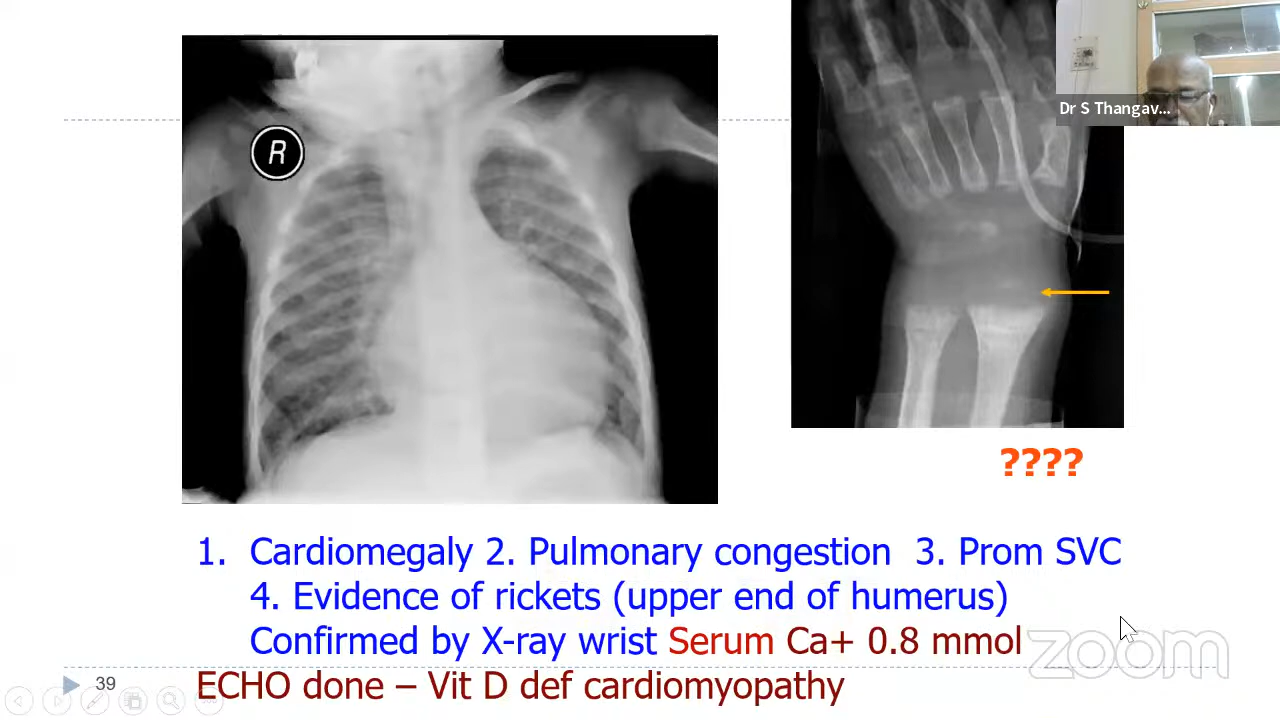 R
Dr S Thangav...
????
1. Cardiomegaly 2. Pulmonary congestion 3. Prom SVC
4. Evidence of rickets (upper end of humerus)
Confirmed by X-ray wrist Serum Ca+ 0.8 mmol
zoom
39
ECHO done – Vit D def cardiomyopathy